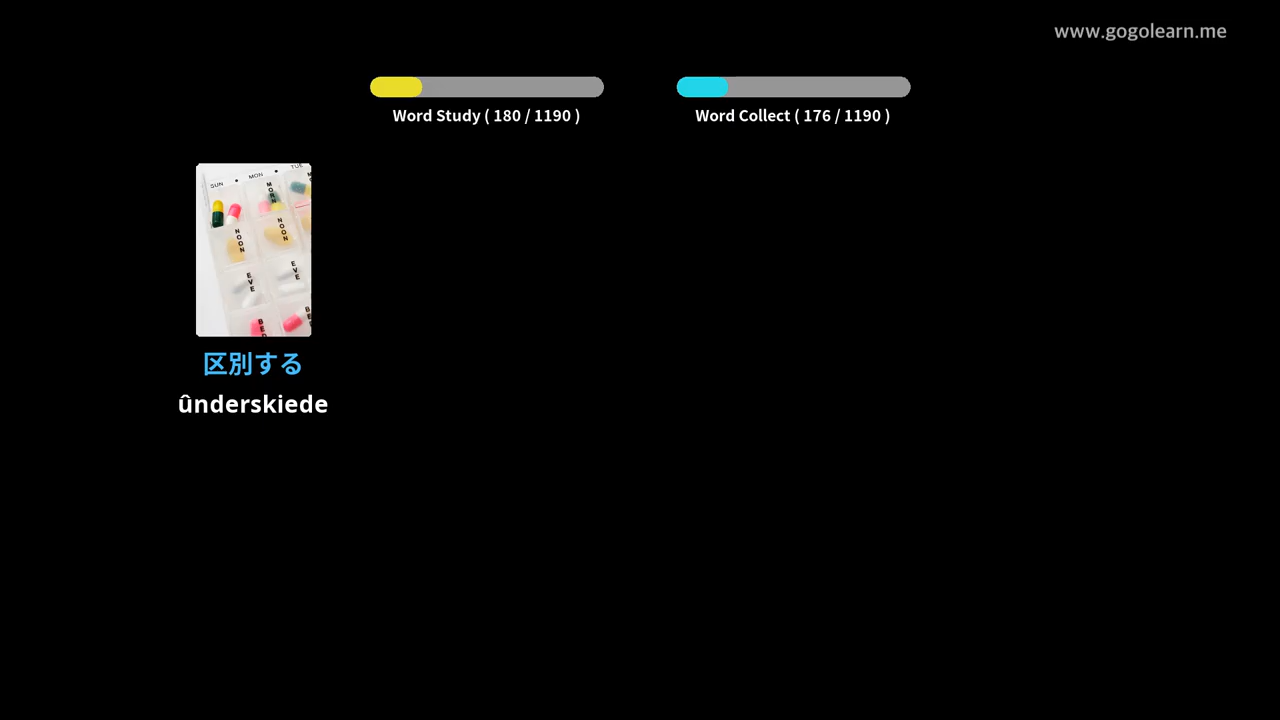 www.gogolearn.me
Word Study ( 180 / 1190 )
Word Collect ( 176 / 1190 )
SUN
MON
TUE
MORN
NOON
NOON
EVE
EVE
区別する
ûnderskiede